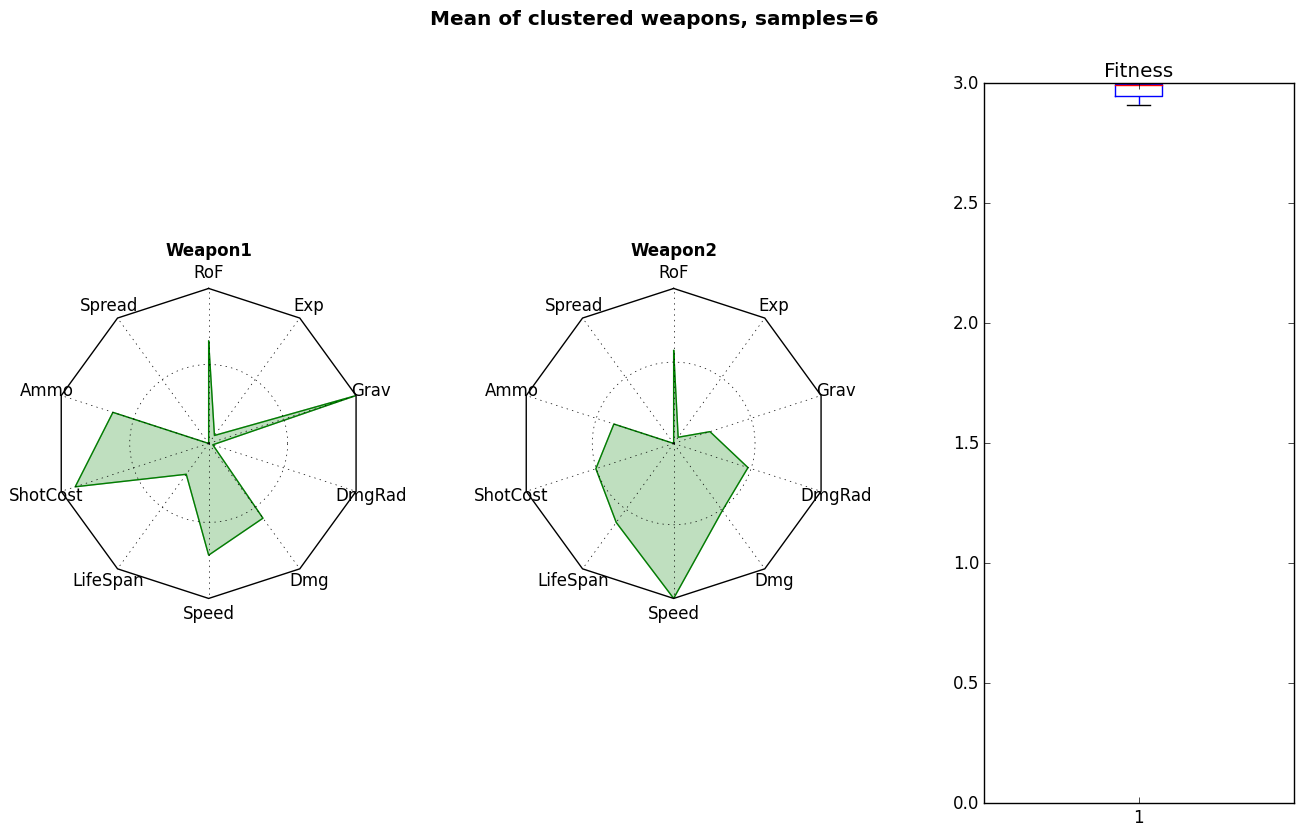 Mean of clustered weapons, samples=6
Weapon1
RoF
Spread
Exp
Ammo
Grav
ShotCost
DmgRad
LifeSpan
Dmg
Speed
Weapon2
RoF
Spread
Exp
Ammo
Grav
ShotCost
DmgRad
LifeSpan
Dmg
Speed
Fitness
3.0
2.5
2.0
1.5
1.0
0.5
0.0
1